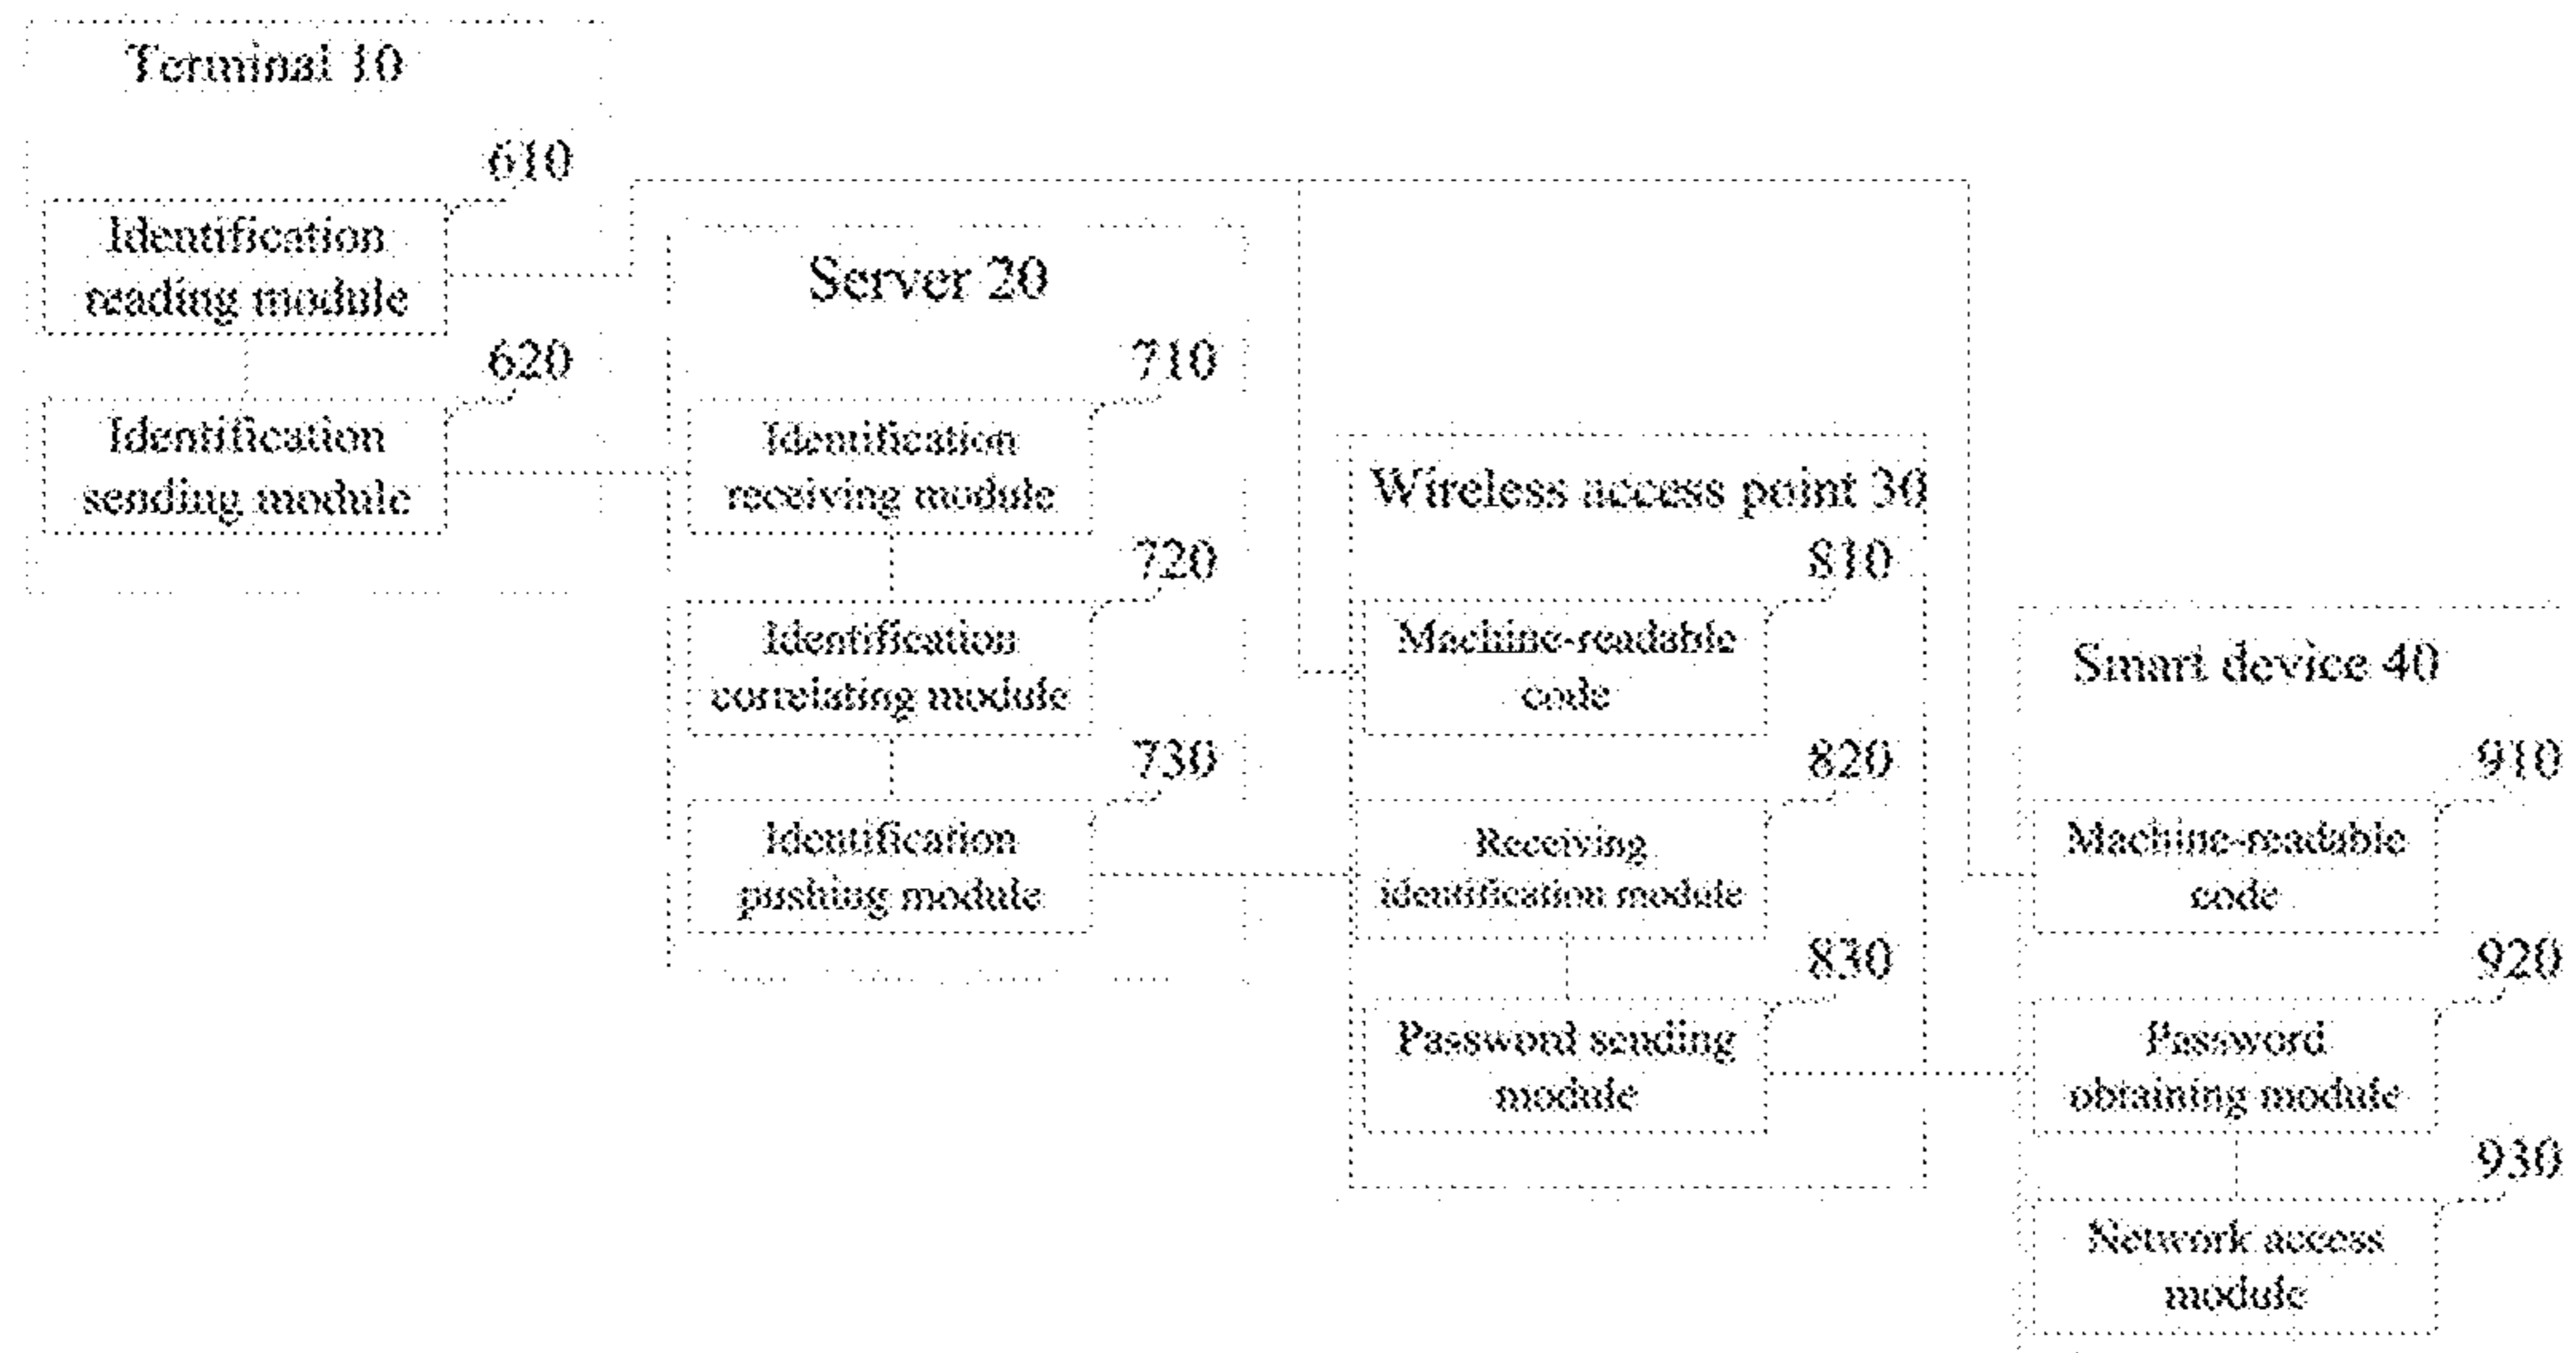 Terminal 10
610
Identification
reading module
620
Identification
sending module
Server 20
710
Identification
receiving module
720
Identification
correlating module
730
Identification
pushing module
Wireless access point 30
810
Machine-readable
code
820
Receiving
identification module
830
Password sending
module
Smart device 40
910
Machine-readable
code
920
Password
obtaining module
930
Network access
module